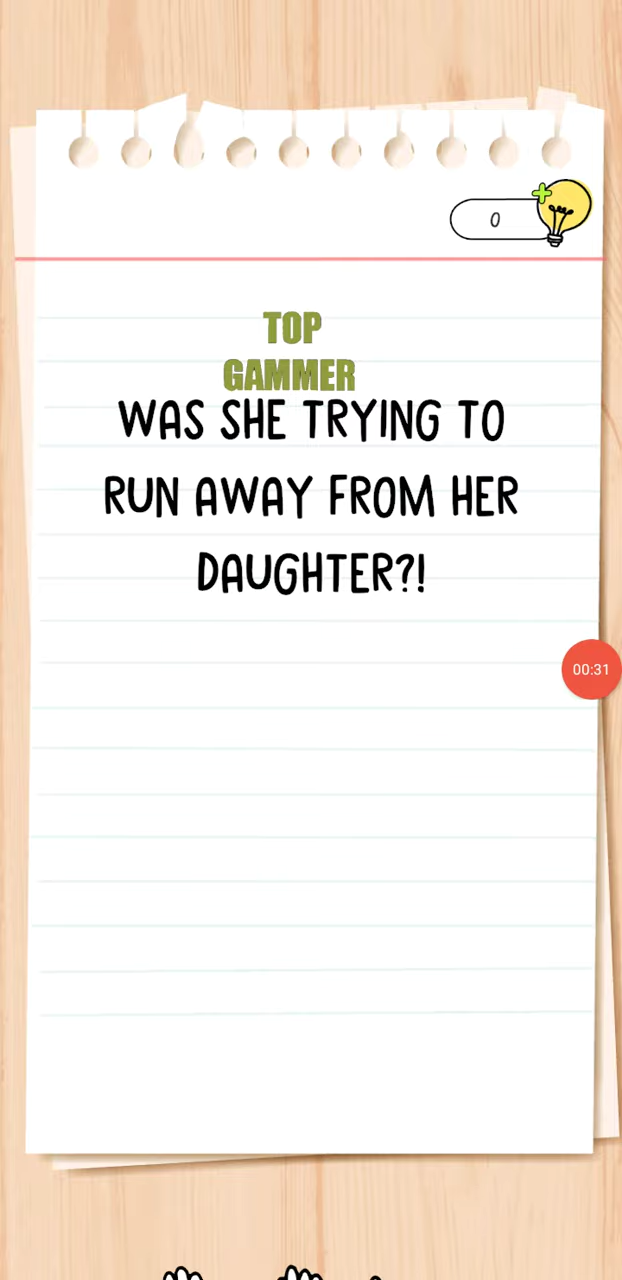 0
TOP
GAMMER
WAS SHE TRYING TO
RUN AWAY FROM HER
DAUGHTER?!
00:31